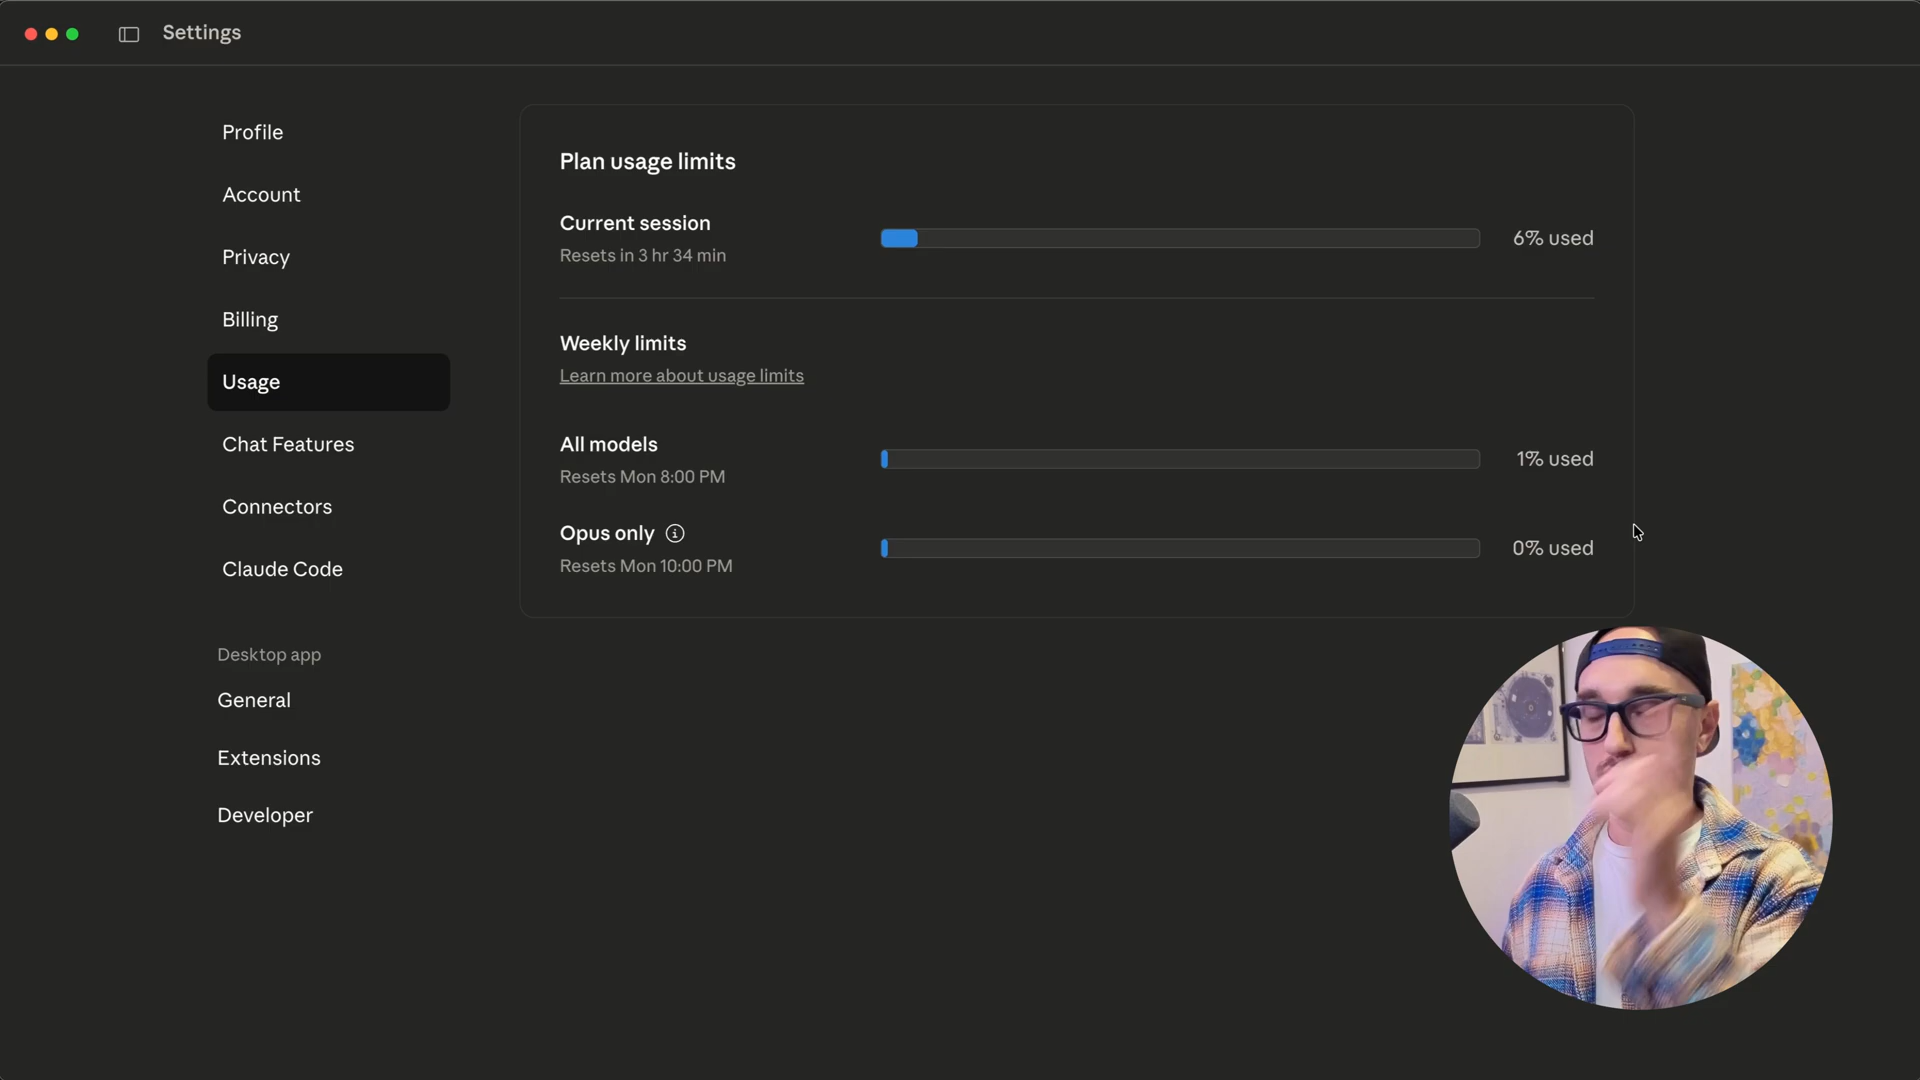 Settings
Profile
Account
Privacy
Billing
Usage
Chat Features
Connectors
Claude Code
Desktop app
General
Extensions
Developer
Plan usage limits
Current session
Resets in 3 hr 34 min
6% used
Weekly limits
Learn more about usage limits
All models
Resets Mon 8:00 PM
1% used
Opus only
Resets Mon 10:00 PM
0% used